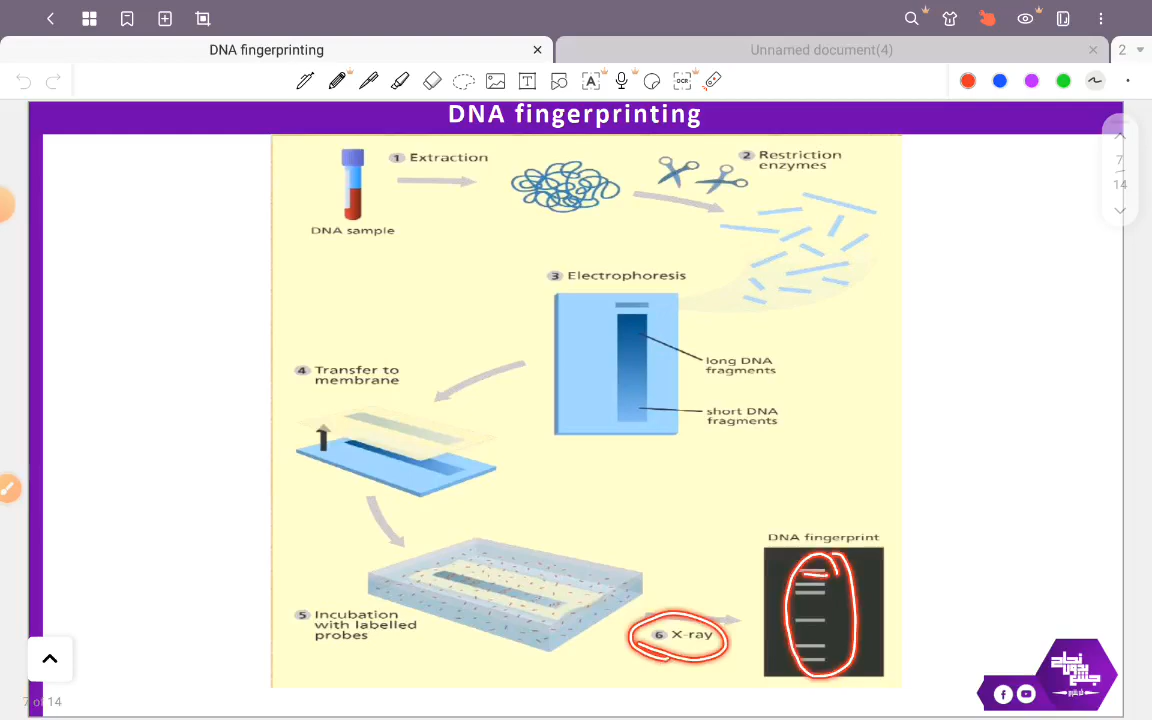 DNA fingerprinting
Unnamed document(4)
2
DNA fingerprinting
1 Extraction
2 Restriction
enzymes
DNA sample
3 Electrophoresis
long DNA
fragments
short DNA
fragments
4 Transfer to
membrane
5 Incubation
with labelled
probes
6 X-ray
DNA fingerprint
7
14
7 of 14